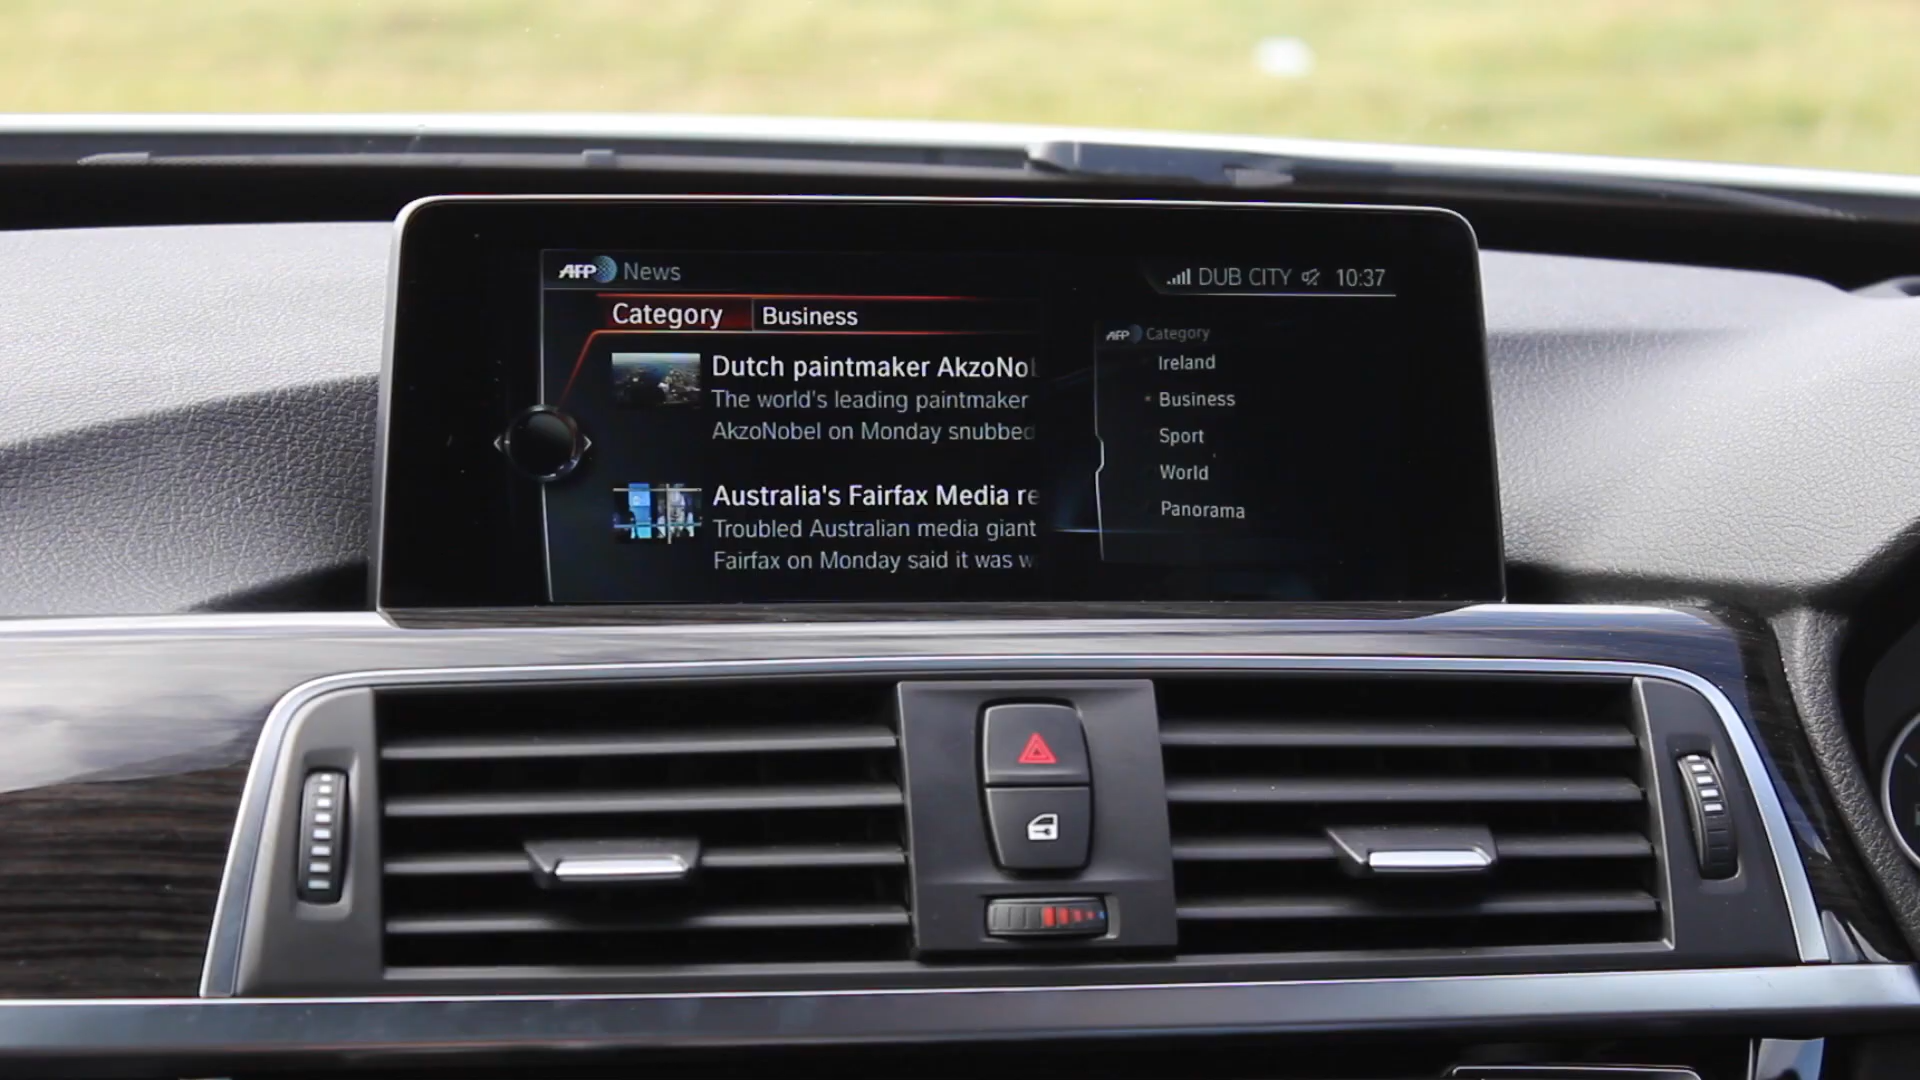 AFP News
DUB CITY 10:37
Category Business
Dutch paintmaker AkzoNo
The world's leading paintmaker
AkzoNobel on Monday snubbed
Australia's Fairfax Media re
Troubled Australian media giant
Fairfax on Monday said it was w
AFP Category
Ireland
Business
Sport
World
Panorama